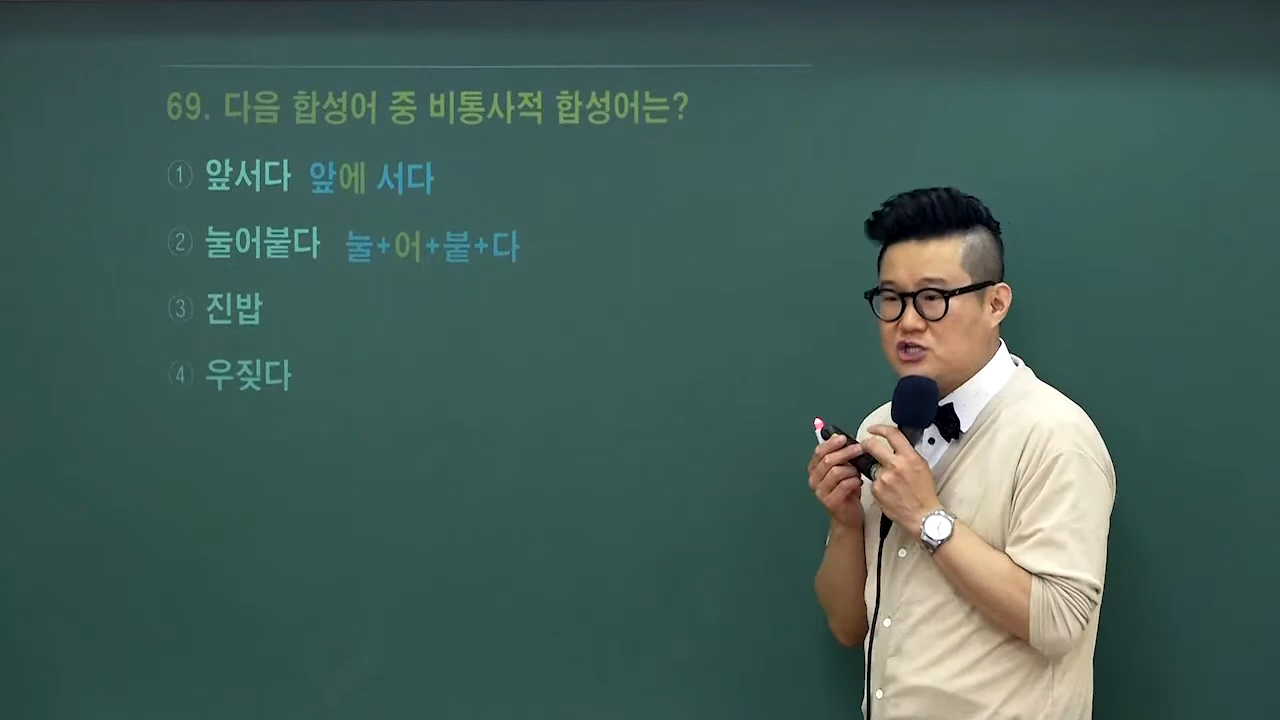 69. 다음 합성어 중 비통사적 합성어는?
① 앞서다 앞에 서다
② 눌어붙다 눌+어+붙+다
③ 진밥
④ 우짖다